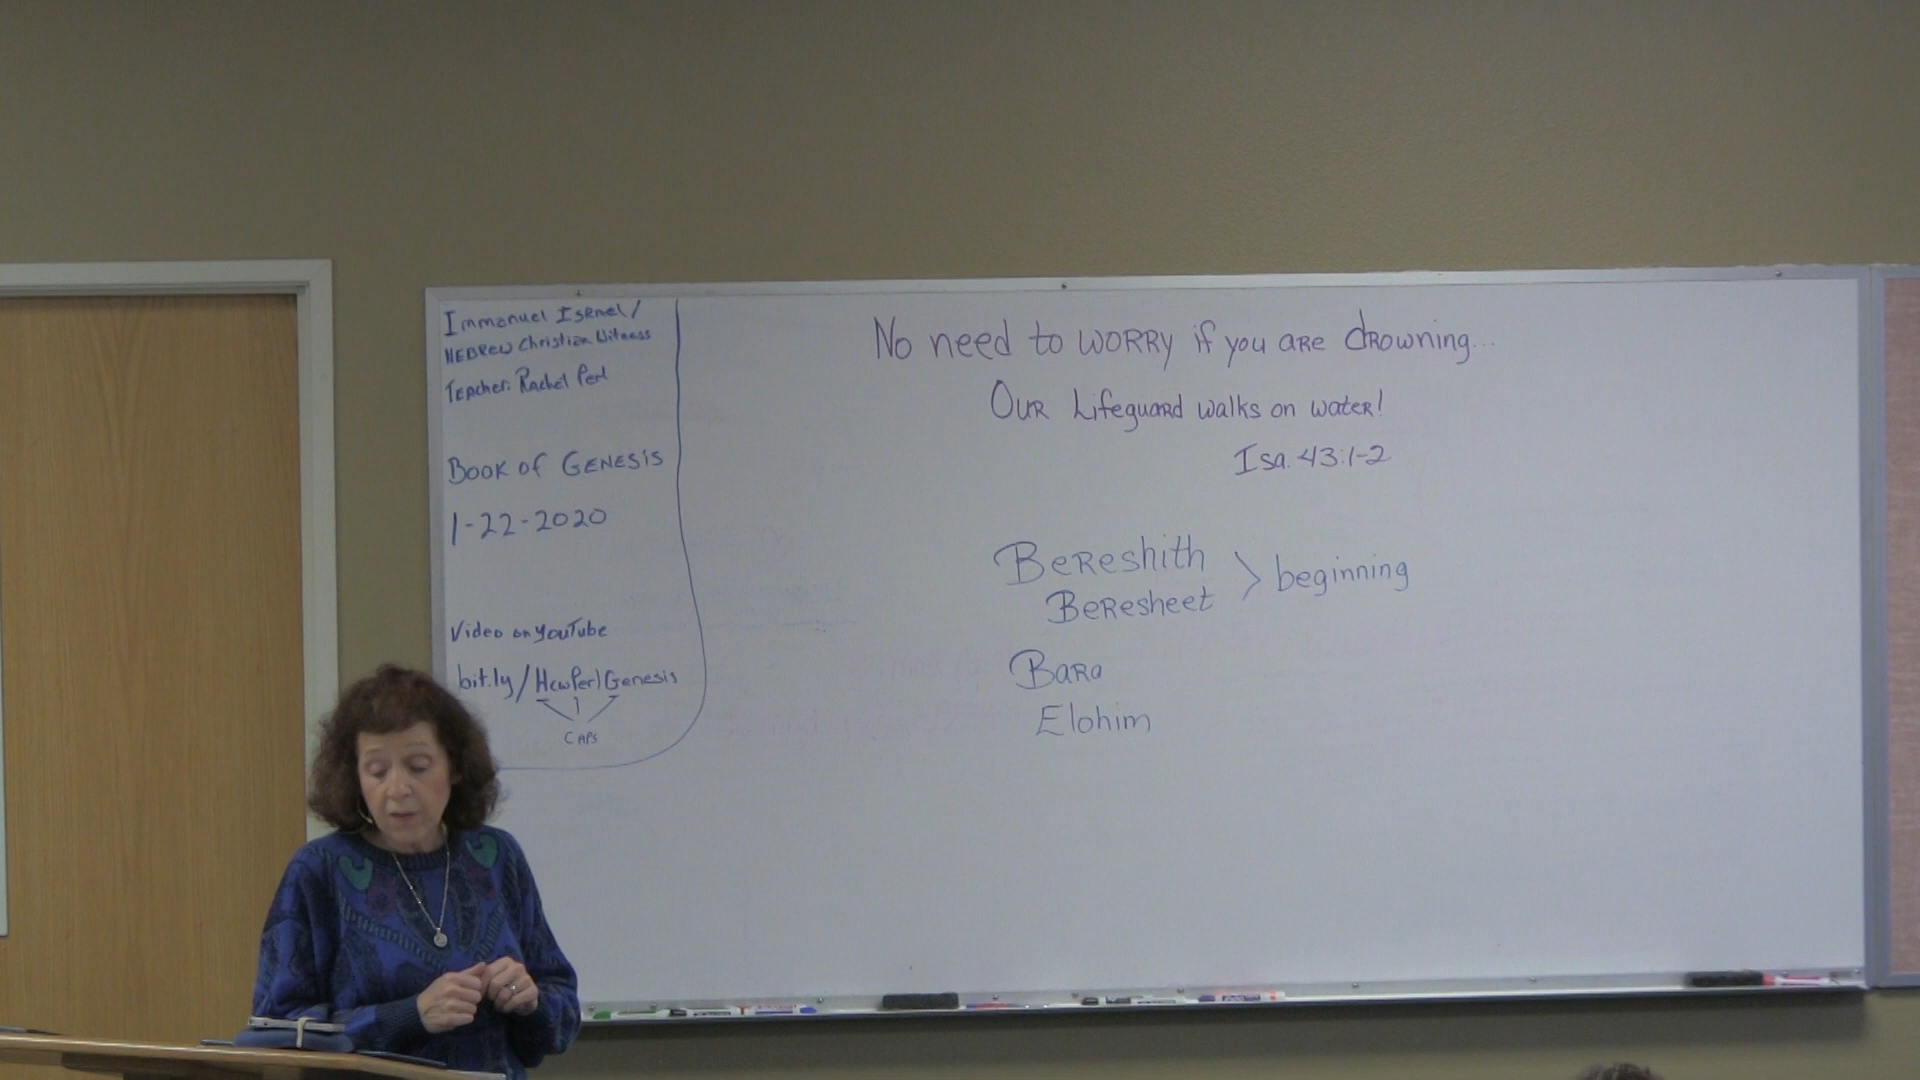 Immanuel Israel/
HEBREW Christian Witness
Teacher: Rachel Perl
BOOK of GENESIS
1-22-2020
Video on YouTube
bit.ly/HcwPerlGenesis
CAPS
No need to WORRY if you are drowning...
Our Lifeguard walks on water!
Isa. 43:1-2
Bereshith
Beresheet
> beginning
Bara
Elohim